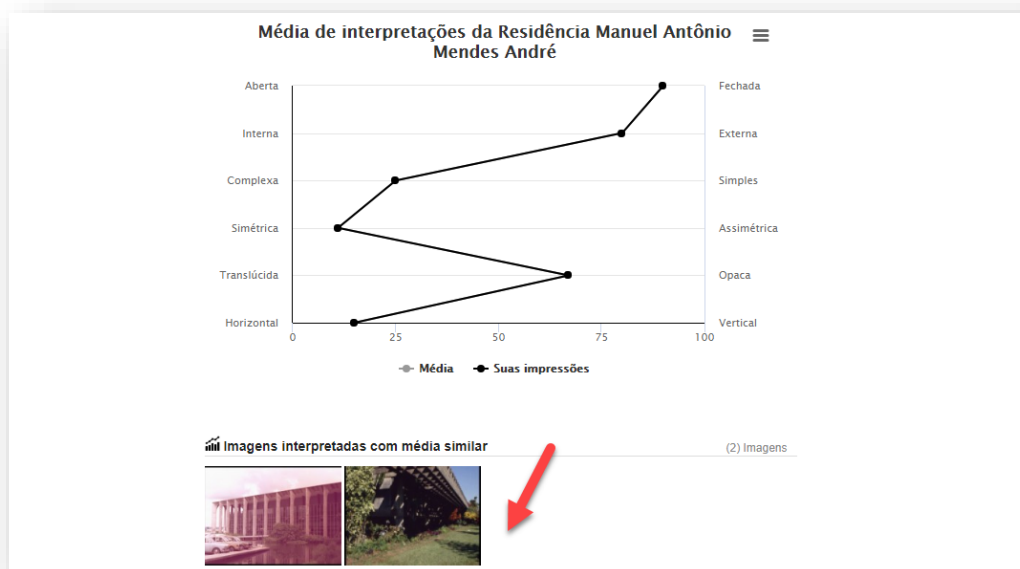 Média de interpretações da Residência Manuel Antônio
Mendes André
Aberta Fechada
Interna Externa
Complexa Simples
Simétrica Assimétrica
Translúcida Opaca
Horizontal Vertical
0 25 50 75 100
Média Suas impressões
Imagens interpretadas com média similar (2) Imagens